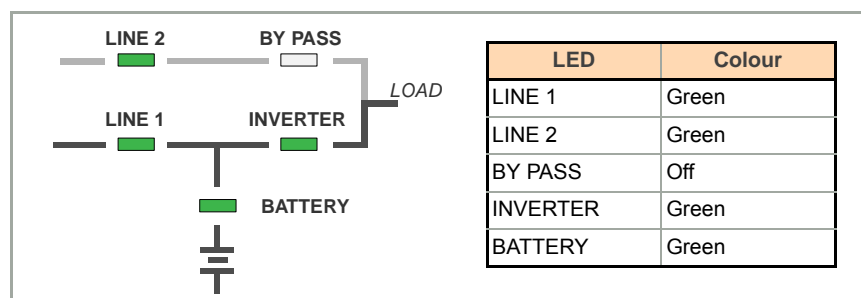 LINE 2 BY PASS
LOAD
LINE 1 INVERTER
BATTERY
LED Colour
LINE 1 Green
LINE 2 Green
BY PASS Off
INVERTER Green
BATTERY Green